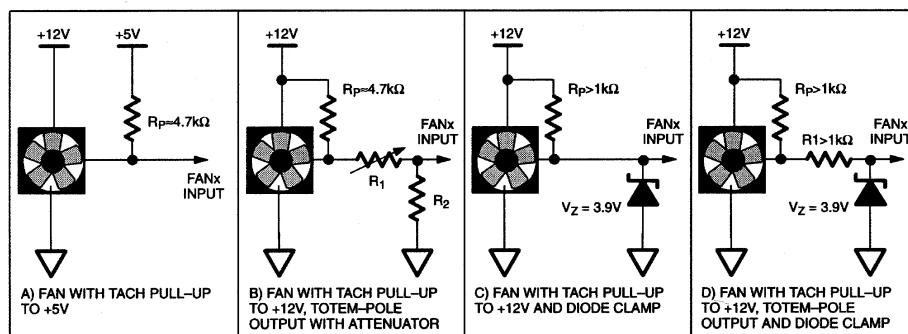 +12V
+5V
RP≈4.7kΩ
FANx
INPUT
A) FAN WITH TACH PULL–UP
TO +5V
+12V
RP≈4.7kΩ
FANx
INPUT
R1
R2
B) FAN WITH TACH PULL–UP
TO +12V, TOTEM–POLE
OUTPUT WITH ATTENUATOR
+12V
RP>1kΩ
FANx
INPUT
VZ = 3.9V
C) FAN WITH TACH PULL–UP
TO +12V AND DIODE CLAMP
+12V
RP>1kΩ
FANx
INPUT
R1>1kΩ
VZ = 3.9V
D) FAN WITH TACH PULL–UP
TO +12V, TOTEM–POLE
OUTPUT AND DIODE CLAMP